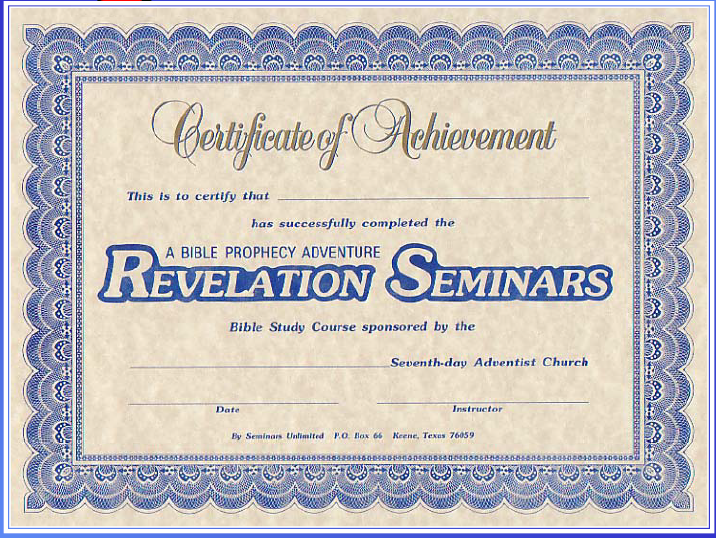 Certificate of Achievement
This is to certify that
has successfully completed the
A BIBLE PROPHECY ADVENTURE
REVELATION SEMINARS
Bible Study Course sponsored by the
Seventh-day Adventist Church
Date Instructor
By Seminars Unlimited P.O. Box 66 Keene, Texas 76059